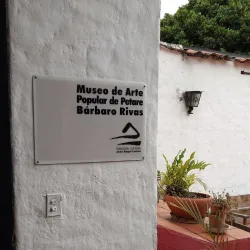 Museo de Arte
Popular de Petare
Bárbaro Rivas